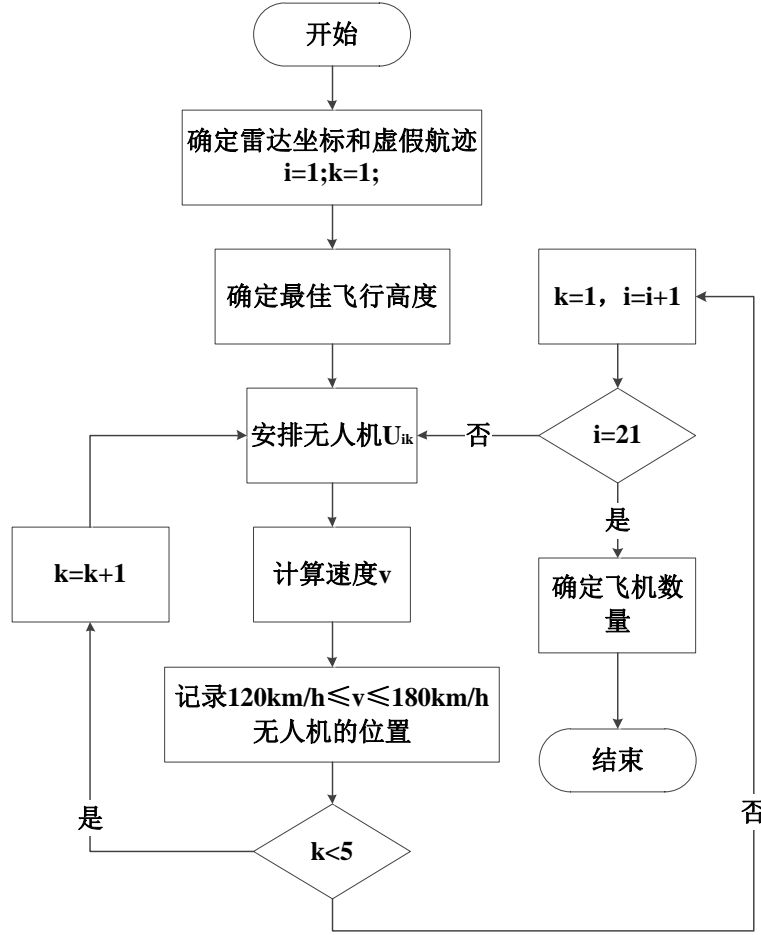 开始
确定雷达坐标和虚假航迹
i=1;k=1;
确定最佳飞行高度
k=1，i=i+1
安排无人机Uik
否
i=21
是
k=k+1
计算速度v
确定飞机数
量
记录120km/h≤v≤180km/h
无人机的位置
结束
是
否
k<5